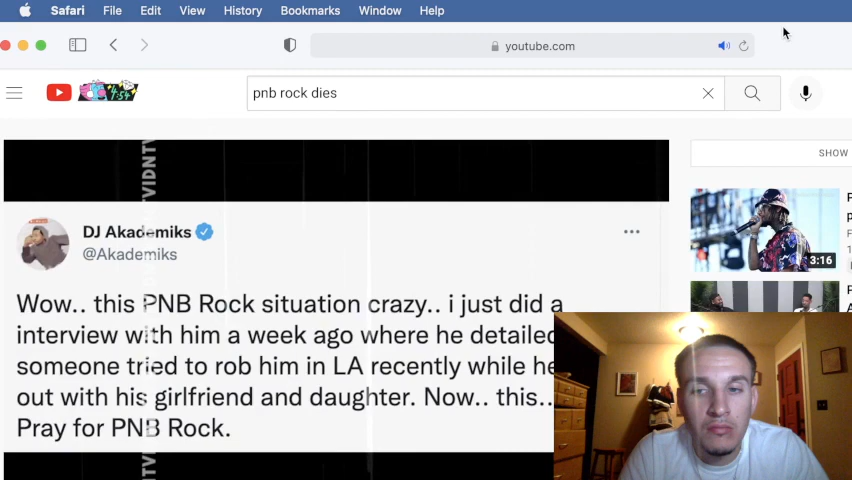 Safari File Edit View History Bookmarks Window Help
youtube.com
4:54
pnb rock dies
SHOW
DJ Akademiks
@Akademiks
Wow.. this PNB Rock situation crazy.. i just did a
interview with him a week ago where he detailed
someone tried to rob him in LA recently while he
out with his girlfriend and daughter. Now.. this..
Pray for PNB Rock.
3:16